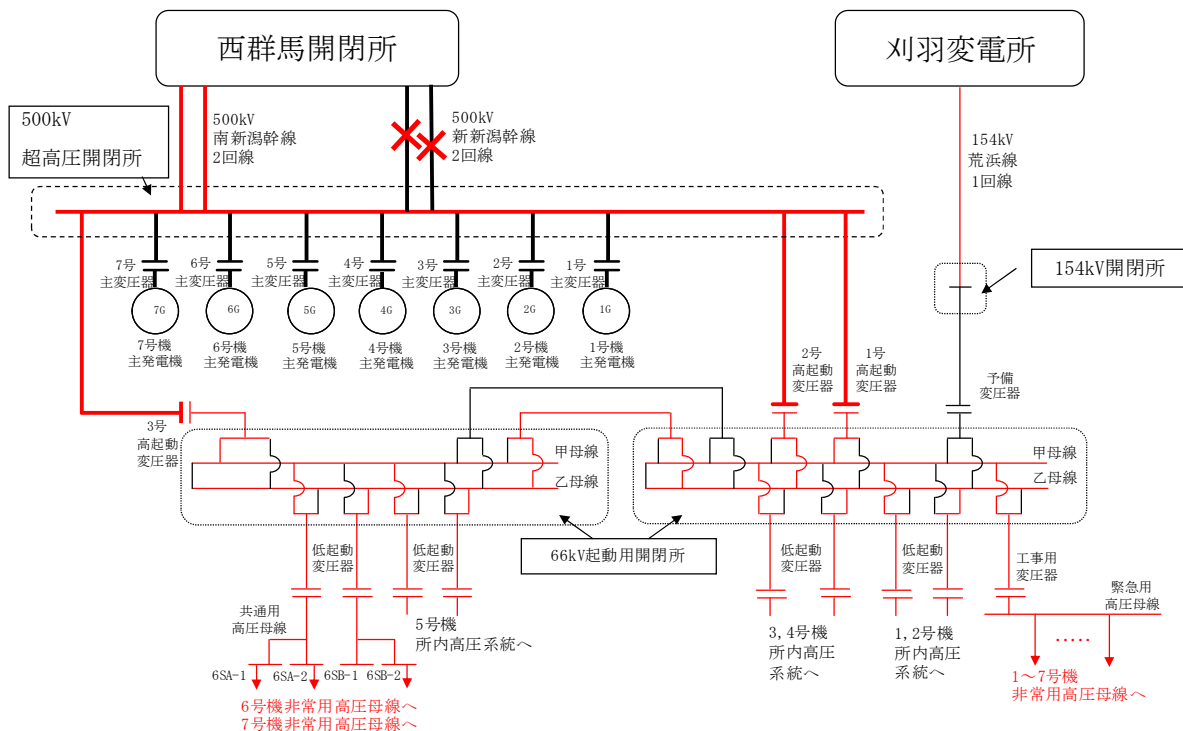 西群馬開閉所
刈羽変電所
500kV
超高圧開閉所
500kV
南新潟幹線
2回線
500kV
新新潟幹線
2回線
154kV
荒浜線
1回線
154kV開閉所
7号
主変圧器
6号
主変圧器
5号
主変圧器
4号
主変圧器
3号
主変圧器
2号
主変圧器
1号
主変圧器
7G
6G
5G
4G
3G
2G
1G
7号機
主発電機
6号機
主発電機
5号機
主発電機
4号機
主発電機
3号機
主発電機
2号機
主発電機
1号機
主発電機
2号
高起動
変圧器
1号
高起動
変圧器
予備
変圧器
3号
高起動
変圧器
甲母線
乙母線
甲母線
乙母線
66kV起動用開閉所
低起動
変圧器
低起動
変圧器
低起動
変圧器
低起動
変圧器
工事用
変圧器
緊急用
高圧母線
共通用
高圧母線
5号機
所内高圧系統へ
3,4号機
所内高圧
系統へ
1,2号機
所内高圧
系統へ
.....
6SA-1
6SA-2
6SB-1
6SB-2
6号機非常用高圧母線へ
7号機非常用高圧母線へ
1～7号機
非常用高圧母線へ